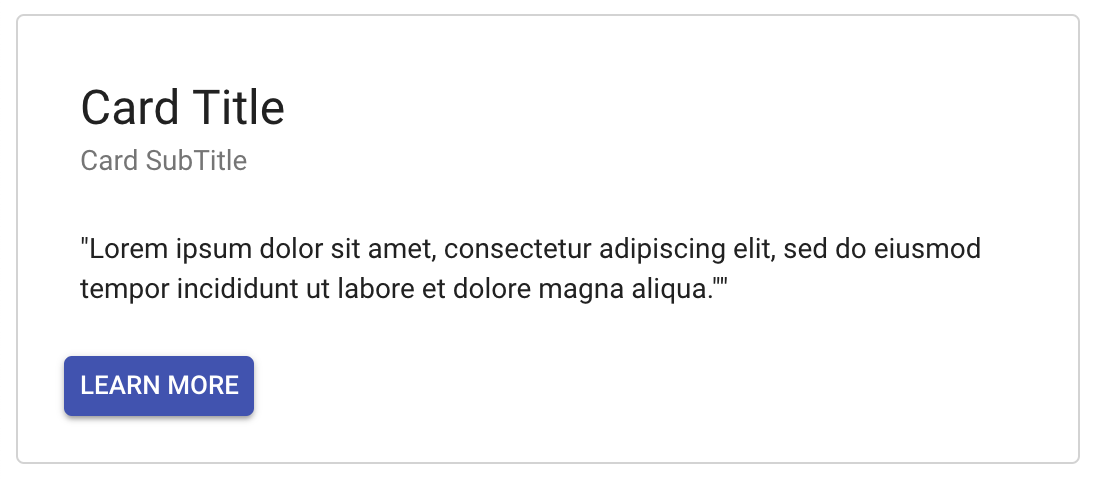 Card Title
Card SubTitle
"Lorem ipsum dolor sit amet, consectetur adipiscing elit, sed do eiusmod
tempor incididunt ut labore et dolore magna aliqua.""
LEARN MORE